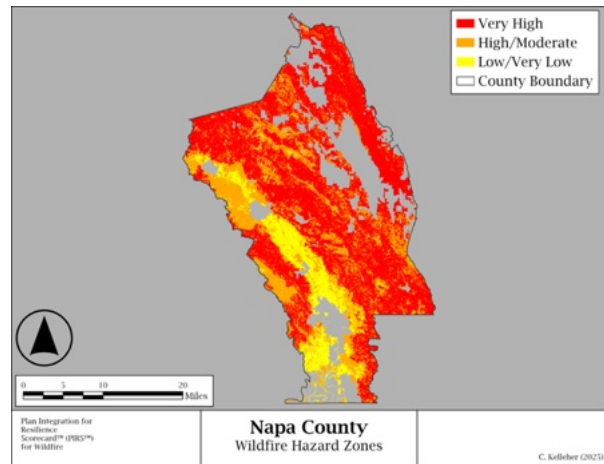 Very High
High/Moderate
Low/Very Low
County Boundary
0 5 10 20
Miles
Plan Integration for
Resilience
Scorecard™ (PIRS™)
for Wildfire
Napa County
Wildfire Hazard Zones
C. Kelleher (2025)